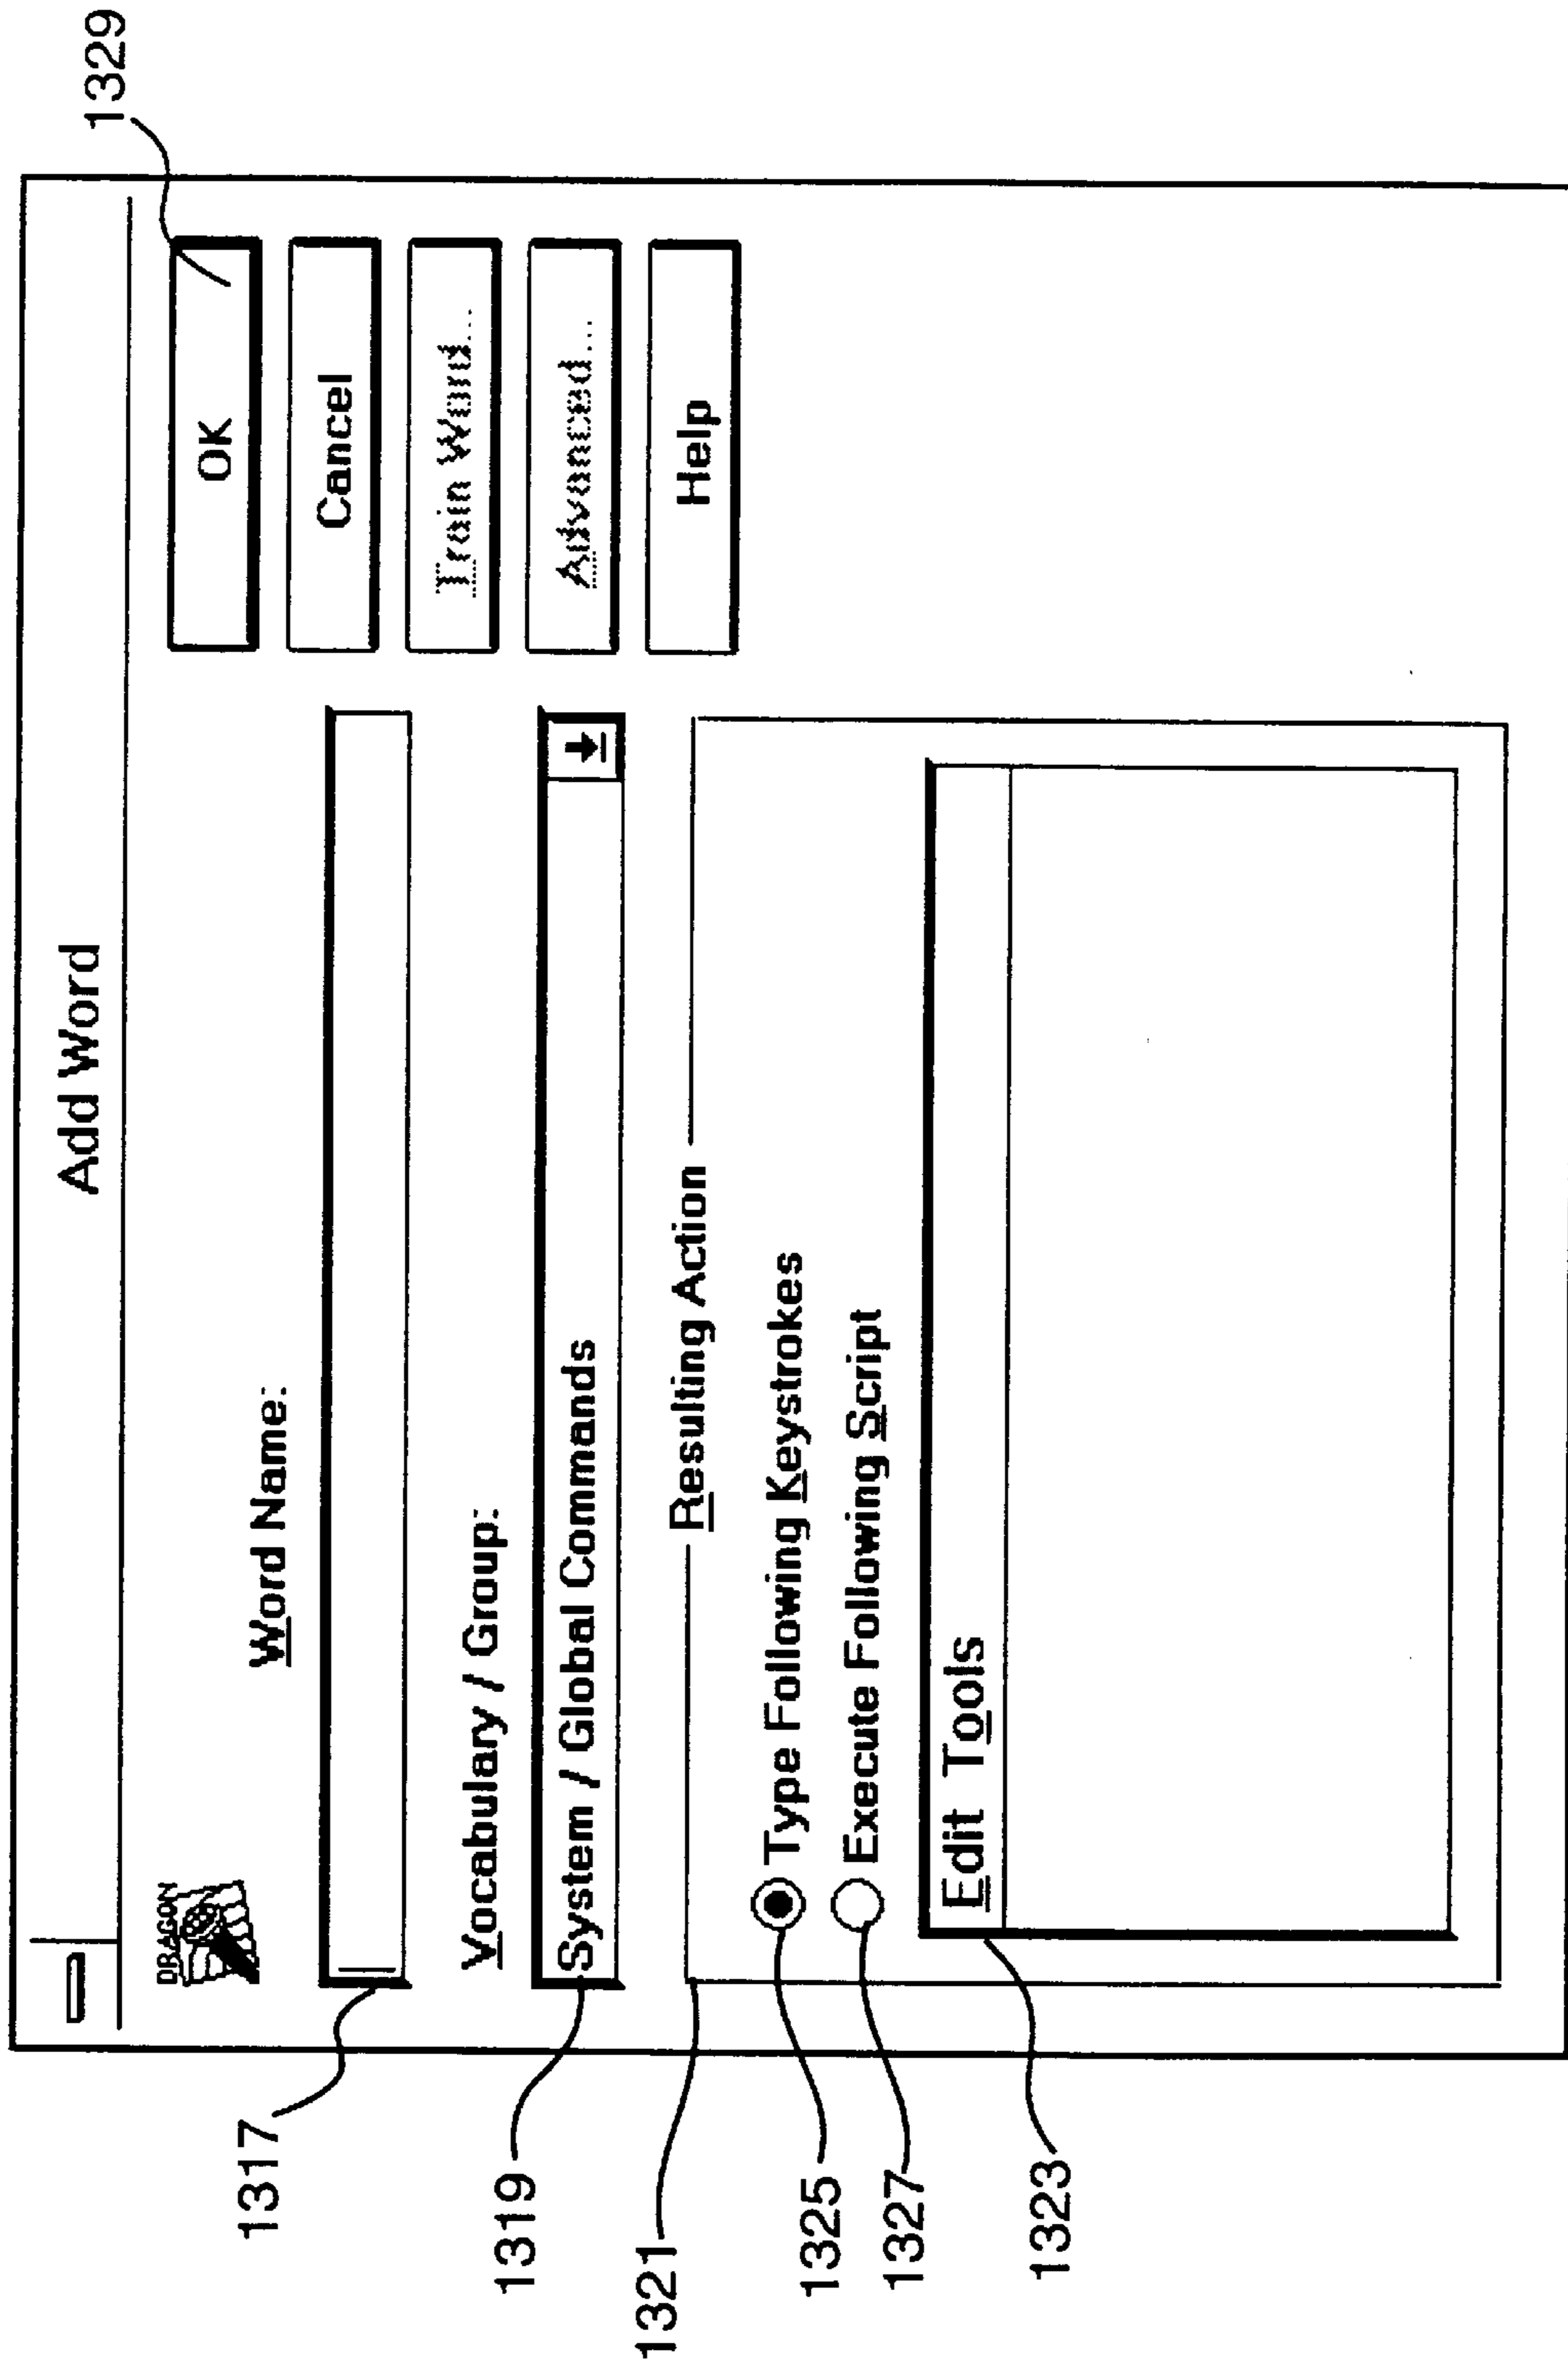 Add Word
1329
DRAGON
Word Name:
OK
1317
Cancel
Vocabulary / Group:
Train Word...
1319
System / Global Commands
Advanced...
1321
Resulting Action
Help
1325
Type Following Keystrokes
1327
Execute Following Script
1323
Edit Tools